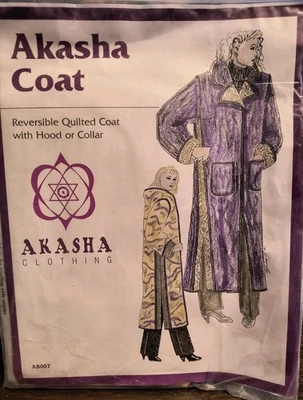 Akasha
Coat
Reversible Quilted Coat
with Hood or Collar
AKASHA
CLOTHING
AB007